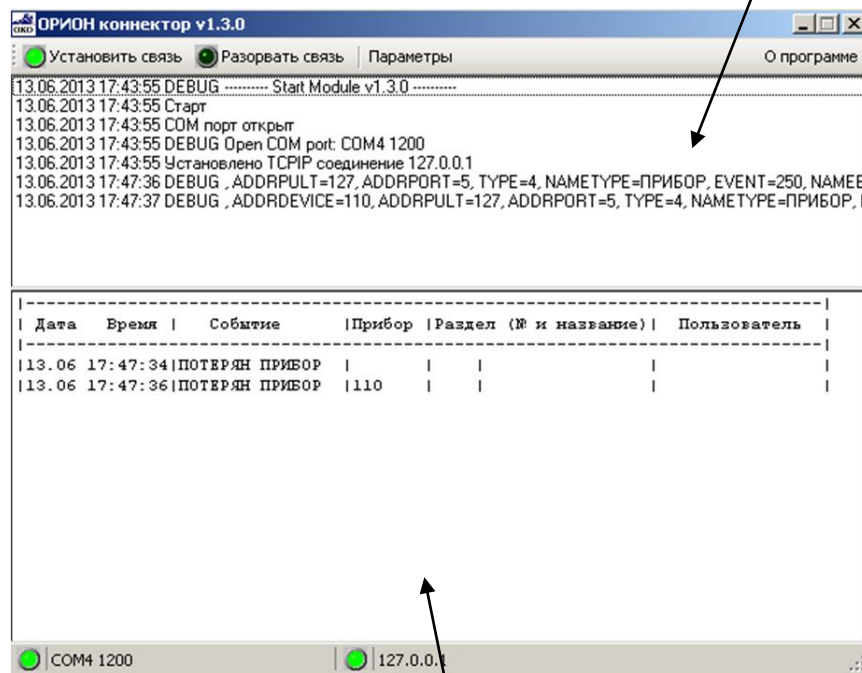 ОРИОН коннектор v1.3.0
Установить связь Разорвать связь Параметры О программе
13.06.2013 17:43:55 DEBUG ---------- Start Module v1.3.0 ----------
13.06.2013 17:43:55 Старт
13.06.2013 17:43:55 COM порт открыт
13.06.2013 17:43:55 DEBUG Open COM port: COM4 1200
13.06.2013 17:43:55 Установлено TCPIP соединение 127.0.0.1
13.06.2013 17:47:36 DEBUG , ADDRPULT=127, ADDRPORT=5, TYPE=4, NAMETYPE=ПРИБОР, EVENT=250, NAMEE
13.06.2013 17:47:37 DEBUG , ADDRDEVICE=110, ADDRPULT=127, ADDRPORT=5, TYPE=4, NAMETYPE=ПРИБОР,
| Дата Время | Событие |Прибор |Раздел (№ и название)| Пользователь |
|13.06 17:47:34|ПОТЕРЯН ПРИБОР | | | | |
|13.06 17:47:36|ПОТЕРЯН ПРИБОР |110 | | | |
COM4 1200 127.0.0.1